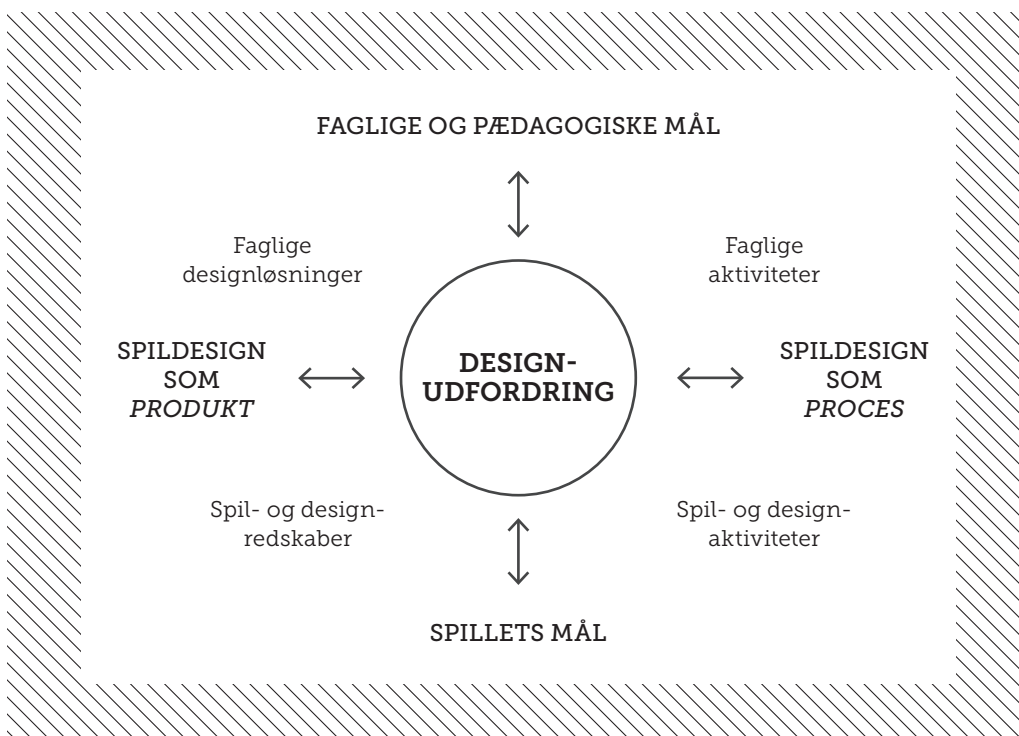 FAGLIGE OG PÆDAGOGISKE MÅL
Faglige
designløsninger
Faglige
aktiviteter
SPILDESIGN
SOM
PRODUKT
DESIGN-
UDFORDRING
SPILDESIGN
SOM
PROCES
Spil- og design-
redskaber
Spil- og design-
aktiviteter
SPILLETS MÅL